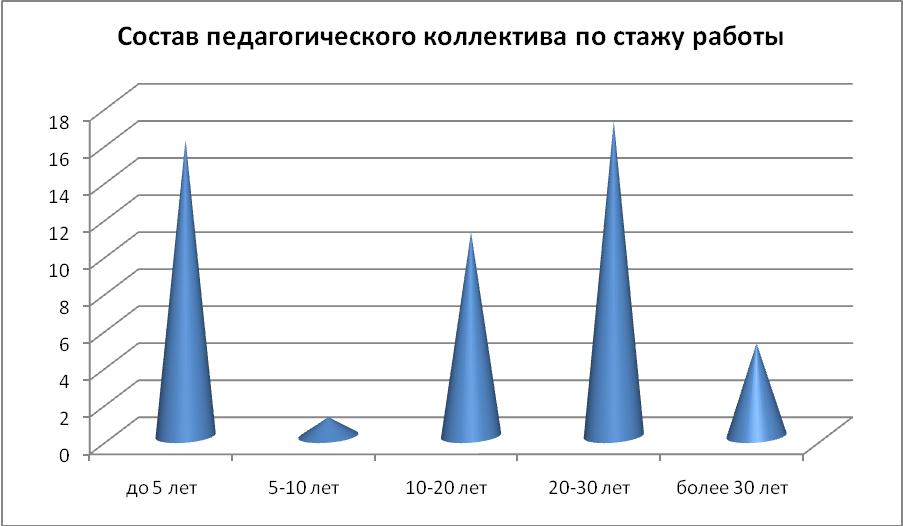 Состав педагогического коллектива по стажу работы
18
16
14
12
10
8
6
4
2
0
до 5 лет
5-10 лет
10-20 лет
20-30 лет
более 30 лет